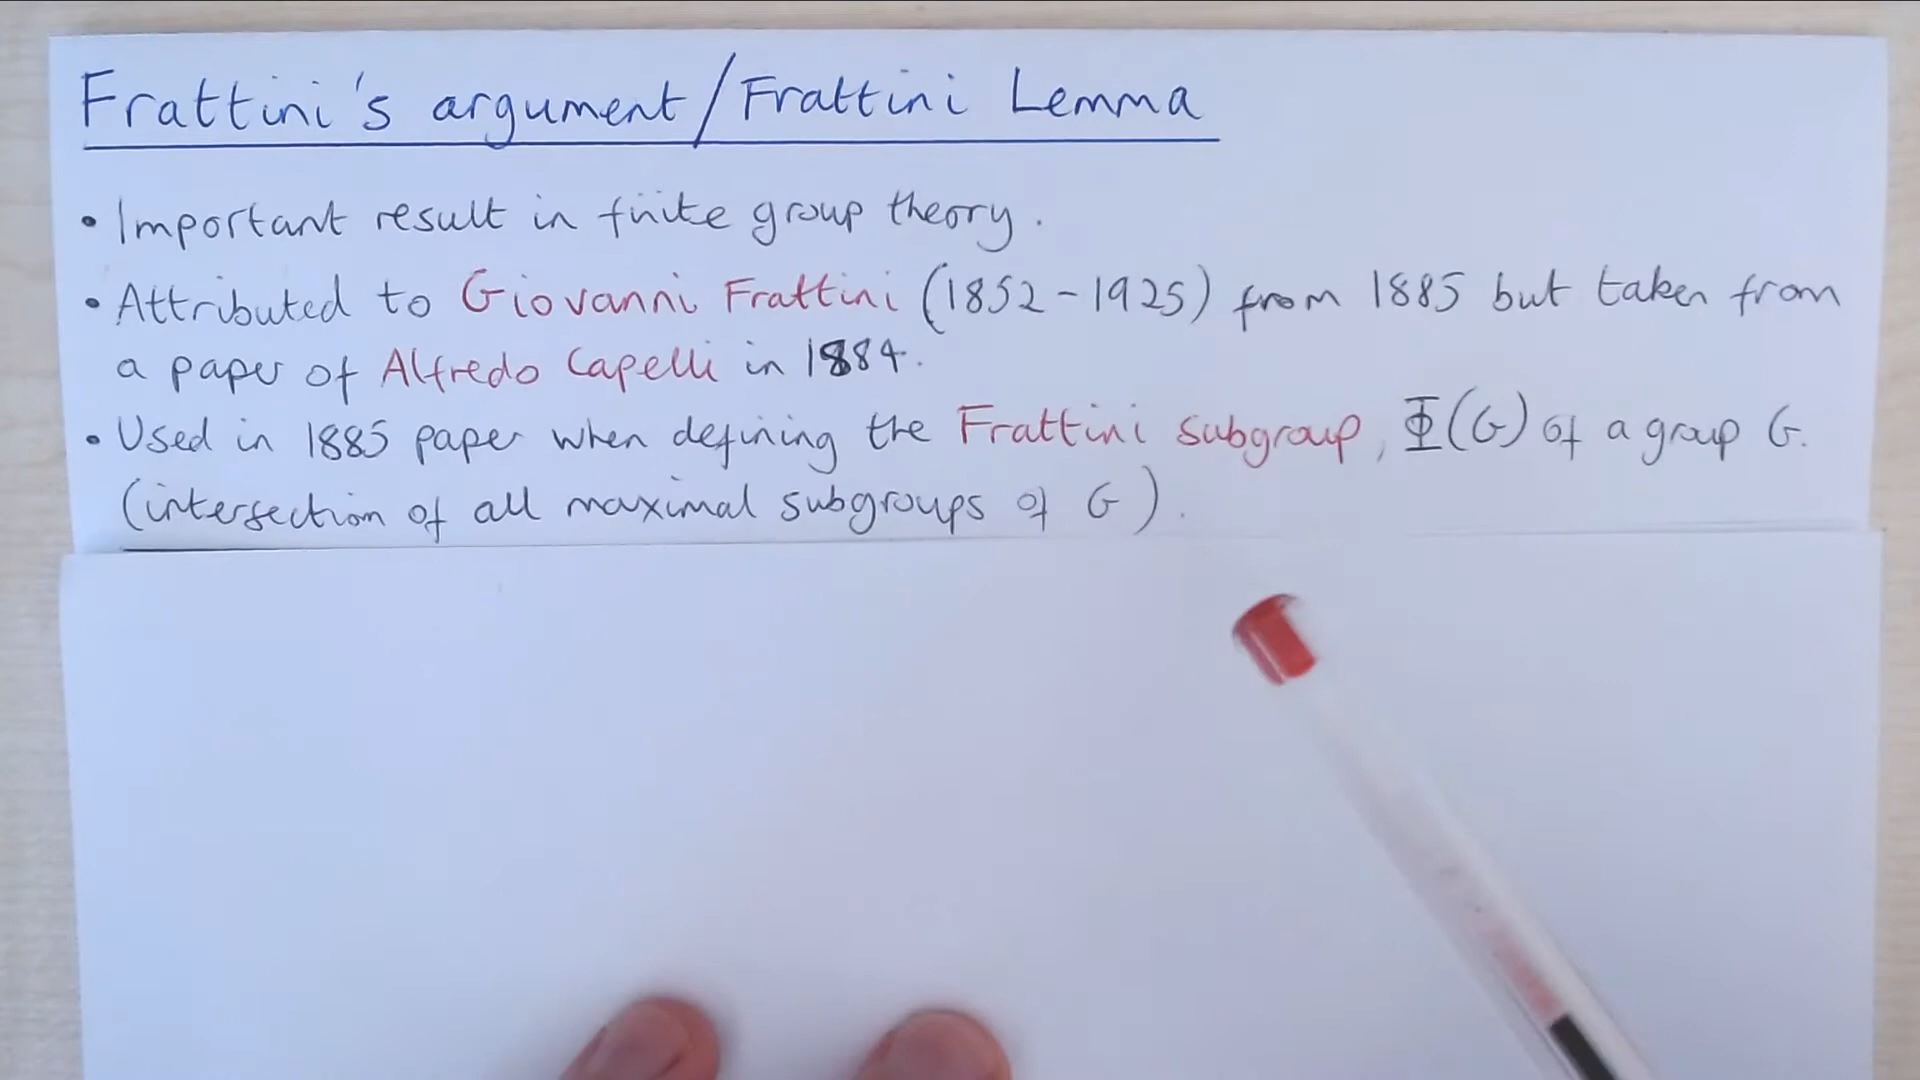 Frattini's argument/Frattini Lemma
• Important result in finite group theory.
• Attributed to Giovanni Frattini (1852-1925) from 1885 but taken from
a paper of Alfredo Capelli in 1884.
• Used in 1885 paper when defining the Frattini subgroup, Φ(G) of a group G.
(intersection of all maximal subgroups of G).